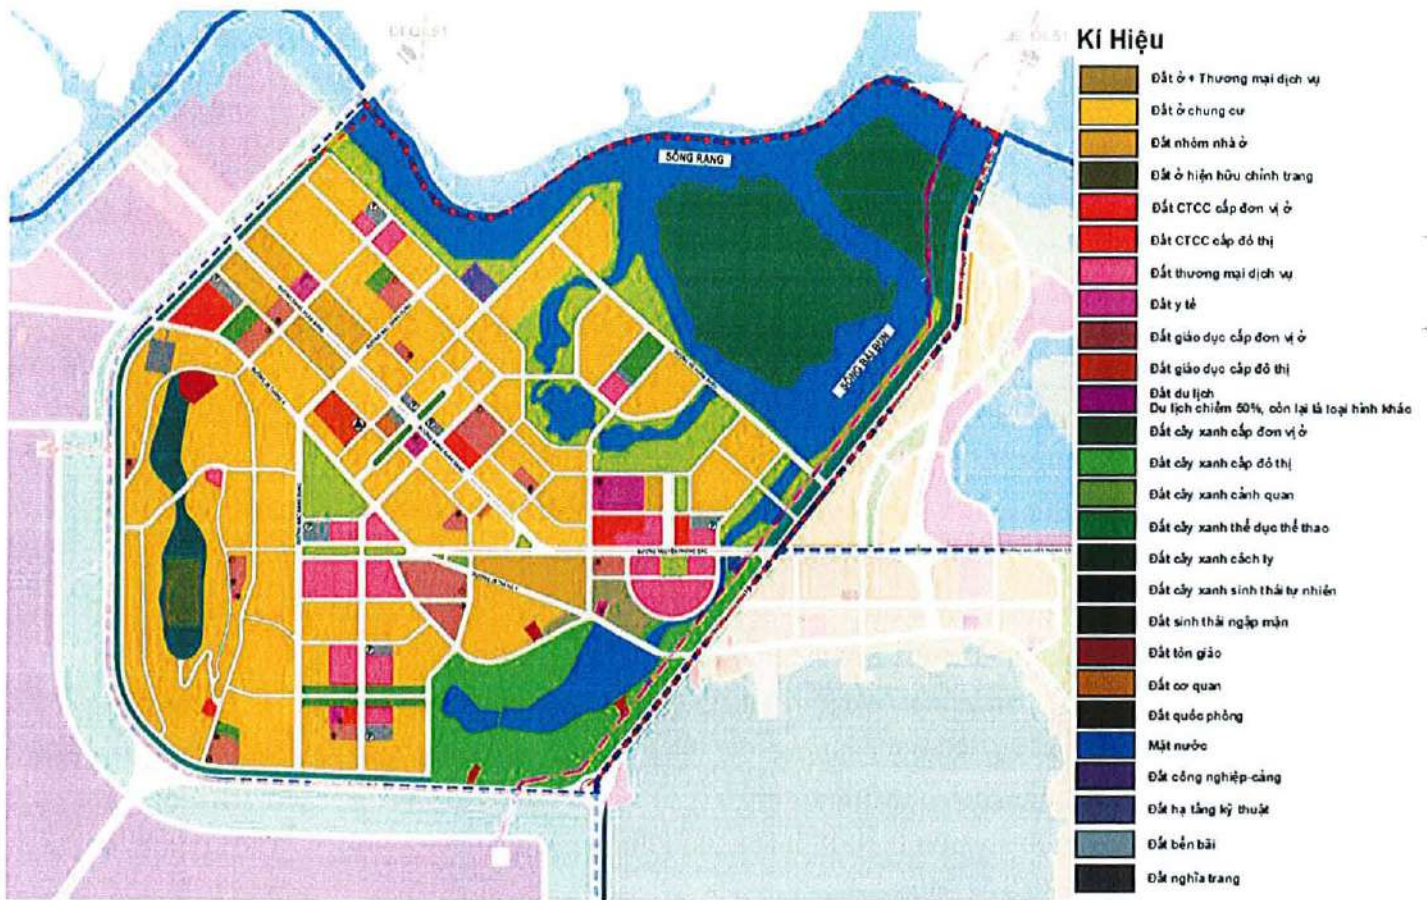 Kí Hiệu
Đất ở + Thương mại dịch vụ
Đất ở chung cư
Đất nhóm nhà ở
Đất ở hiện hữu chỉnh trang
Đất CTCC cấp đơn vị ở
Đất CTCC cấp đô thị
Đất thương mại dịch vụ
Đất y tế
Đất giáo dục cấp đơn vị ở
Đất giáo dục cấp đô thị
Đất du lịch
Du lịch chiếm 50%, còn lại là loại hình khác
Đất cây xanh cấp đơn vị ở
Đất cây xanh cấp đô thị
Đất cây xanh cảnh quan
Đất cây xanh thể dục thể thao
Đất cây xanh cách ly
Đất cây xanh sinh thái tự nhiên
Đất sinh thái ngập mặn
Đất tôn giáo
Đất cơ quan
Đất quốc phòng
Mặt nước
Đất công nghiệp-cảng
Đất hạ tầng kỹ thuật
Đất bến bãi
Đất nghĩa trang
SÔNG RẠNG
SÔNG BÃI BÙN